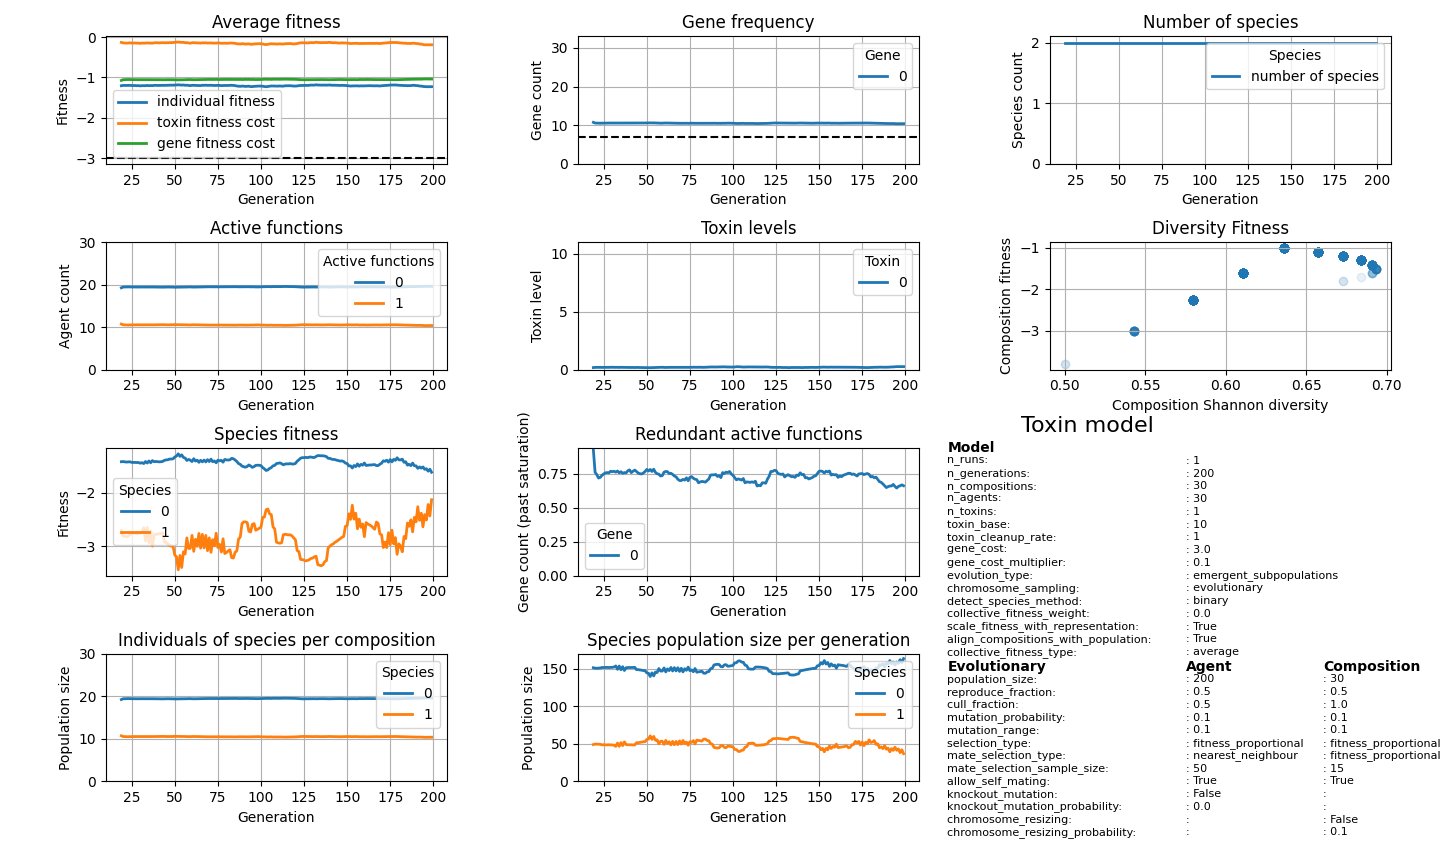 Average fitness
0
−1
−2
−3
Fitness
individual fitness
toxin fitness cost
gene fitness cost
25 50 75 100 125 150 175 200
Generation
Gene frequency
30
20
10
0
Gene count
Gene
0
25 50 75 100 125 150 175 200
Generation
Number of species
2
1
0
Species count
Species
number of species
25 50 75 100 125 150 175 200
Generation
Active functions
30
20
10
0
Agent count
Active functions
0
1
25 50 75 100 125 150 175 200
Generation
Toxin levels
10
5
0
Toxin level
Toxin
0
25 50 75 100 125 150 175 200
Generation
Diversity Fitness
−1
−2
−3
Composition fitness
0.50 0.55 0.60 0.65 0.70
Composition Shannon diversity
Species fitness
−2
−3
Fitness
Species
0
1
25 50 75 100 125 150 175 200
Generation
Redundant active functions
0.75
0.50
0.25
0.00
Gene count (past saturation)
Gene
0
25 50 75 100 125 150 175 200
Generation
Individuals of species per composition
30
20
10
0
Population size
Species
0
1
25 50 75 100 125 150 175 200
Generation
Species population size per generation
150
100
50
0
Population size
Species
0
1
25 50 75 100 125 150 175 200
Generation
Toxin model
Model
n_runs: : 1
n_generations: : 200
n_compositions: : 30
n_agents: : 30
n_toxins: : 1
toxin_base: : 10
toxin_cleanup_rate: : 1
gene_cost: : 3.0
gene_cost_multiplier: : 0.1
evolution_type: : emergent_subpopulations
chromosome_sampling: : evolutionary
detect_species_method: : binary
collective_fitness_weight: : 0.0
scale_fitness_with_representation: : True
align_compositions_with_population: : True
collective_fitness_type: : average
Evolutionary Agent Composition
population_size: : 200 : 30
reproduce_fraction: : 0.5 : 0.5
cull_fraction: : 0.5 : 1.0
mutation_probability: : 0.1 : 0.1
mutation_range: : 0.1 : 0.1
selection_type: : fitness_proportional : fitness_proportional
mate_selection_type: : nearest_neighbour : fitness_proportional
mate_selection_sample_size: : 50 : 15
allow_self_mating: : True : True
knockout_mutation: : False :
knockout_mutation_probability: : 0.0 :
chromosome_resizing: : : False
chromosome_resizing_probability: : : 0.1